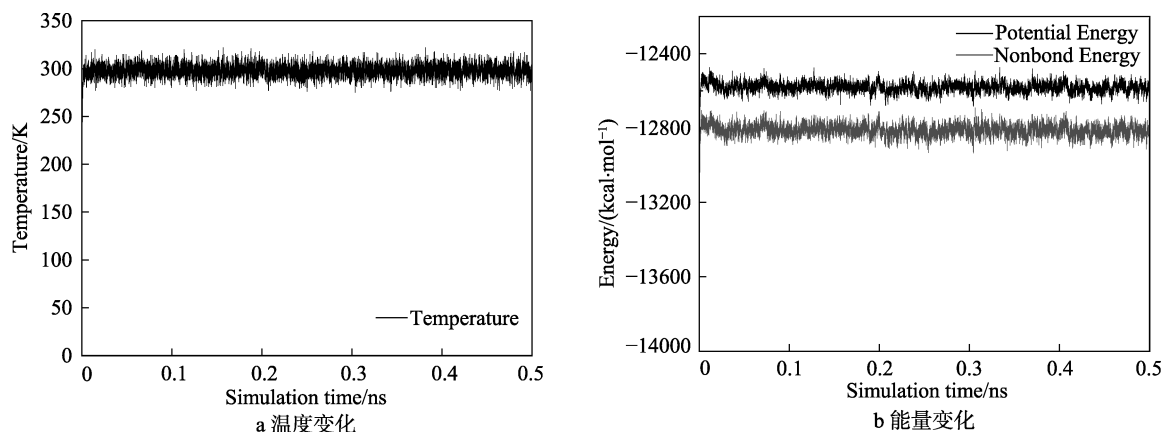 350
300
250
200
150
100
50
0
Temperature/K
Temperature
0 0.1 0.2 0.3 0.4 0.5
Simulation time/ns
a 温度变化
Potential Energy
Nonbond Energy
−12400
−12800
−13200
−13600
−14000
Energy/(kcal·mol⁻¹)
0 0.1 0.2 0.3 0.4 0.5
Simulation time/ns
b 能量变化